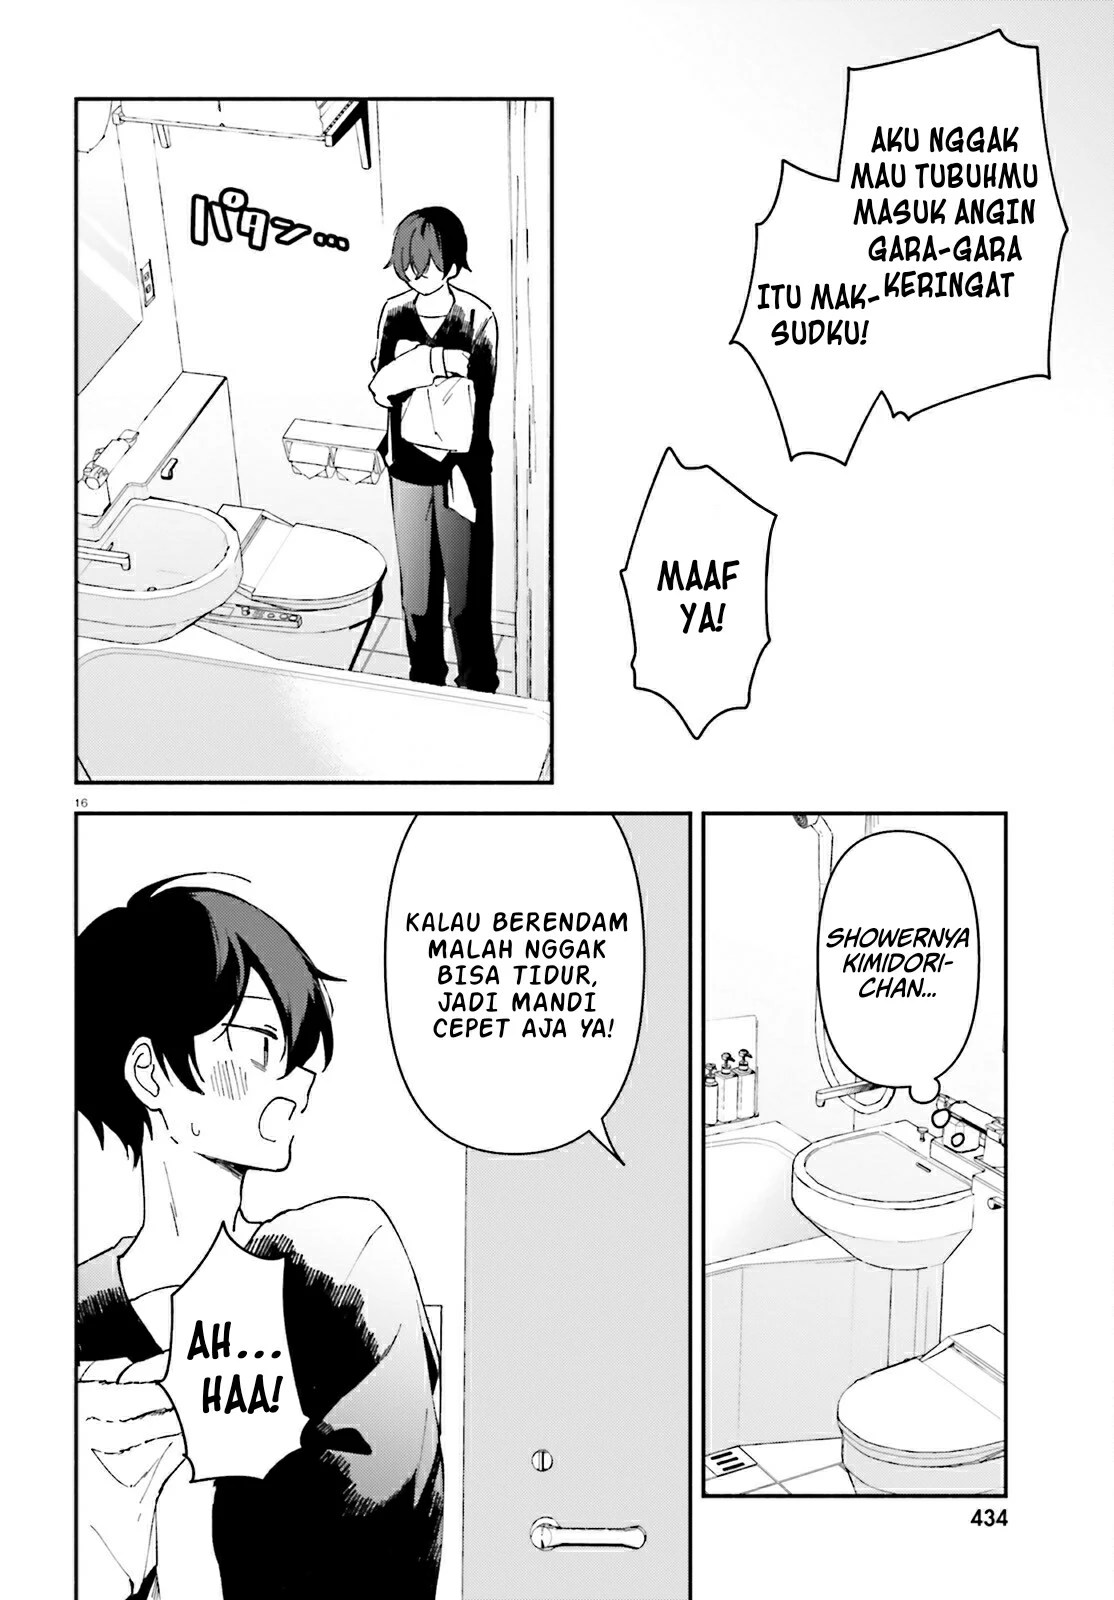 AKU NGGAK
MAU TUBUHMU
MASUK ANGIN
GARA-GARA
KERINGAT
ITU MAK-
SUDKU!
MAAF
YA!
パタン…
16
SHOWERNYA
KIMIDORI-
CHAN...
KALAU BERENDAM
MALAH NGGAK
BISA TIDUR,
JADI MANDI
CEPET AJA YA!
AH...
HAA!
434